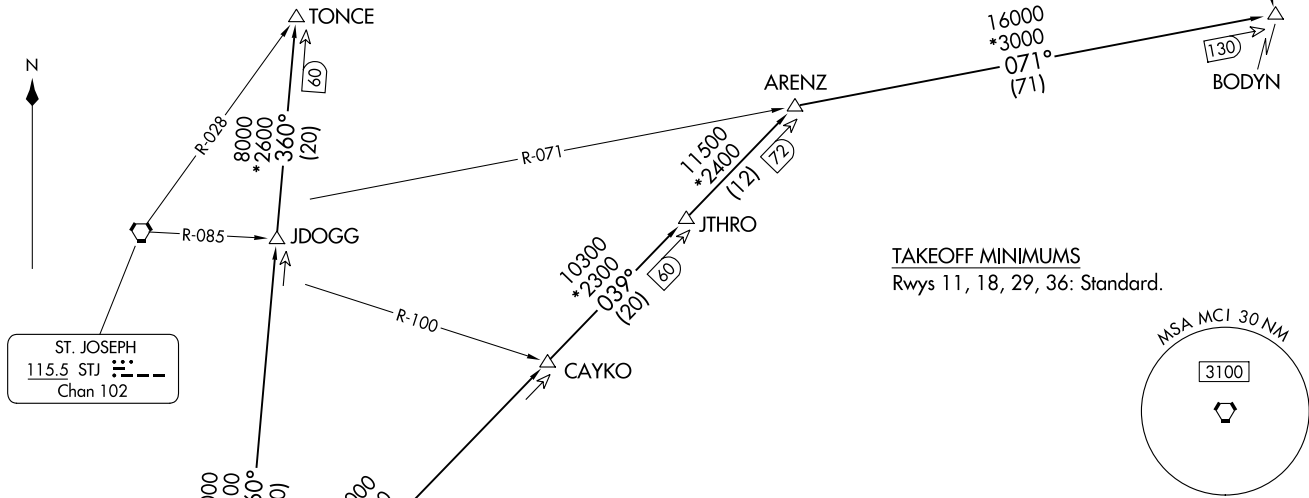 TONCE
N
R-028
8000
*2600
360°
(20)
60
R-085
JDOGG
ST. JOSEPH
115.5 STJ
Chan 102
R-071
R-100
ARENZ
11500
*2400
(12)
72
JTHRO
10300
*2300
039°
(20)
60
CAYKO
16000
*3000
071°
(71)
130
BODYN
TAKEOFF MINIMUMS
Rwys 11, 18, 29, 36: Standard.
MSA MCI 30 NM
3100